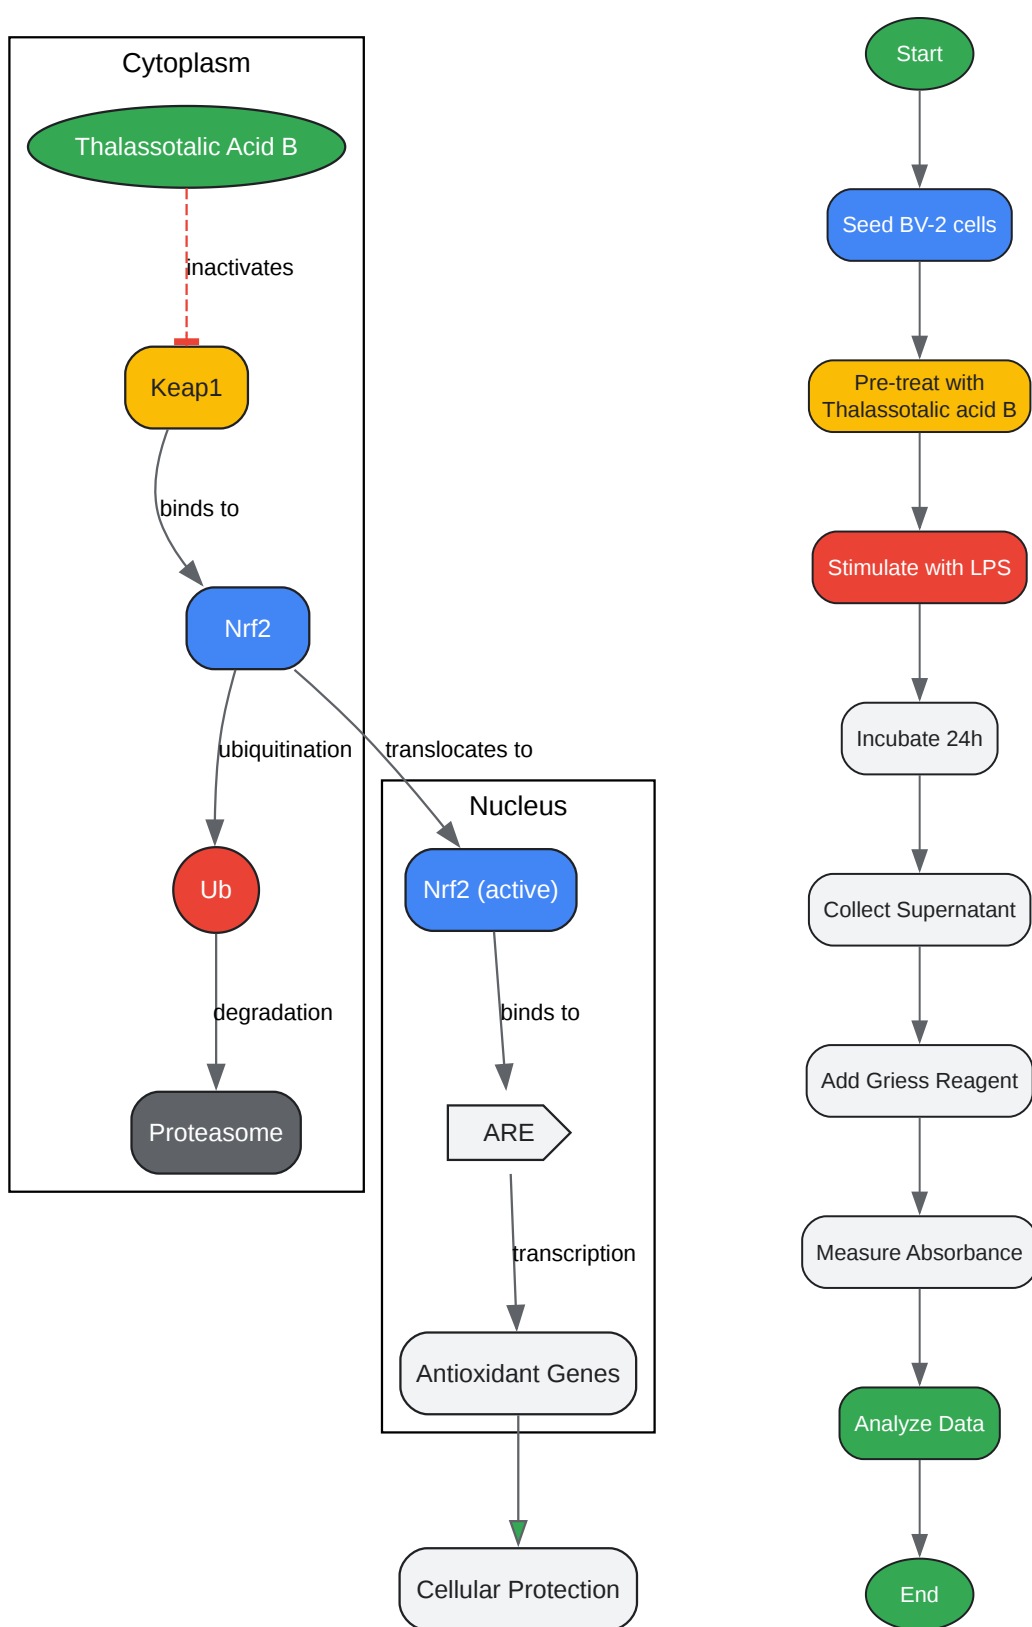 Cytoplasm
Thalassotalic Acid B
inactivates
Keap1
binds to
Nrf2
ubiquitination
translocates to
Nucleus
Ub
Nrf2 (active)
degradation
binds to
Proteasome
ARE
transcription
Antioxidant Genes
Cellular Protection
Start
Seed BV-2 cells
Pre-treat with
Thalassotalic acid B
Stimulate with LPS
Incubate 24h
Collect Supernatant
Add Griess Reagent
Measure Absorbance
Analyze Data
End